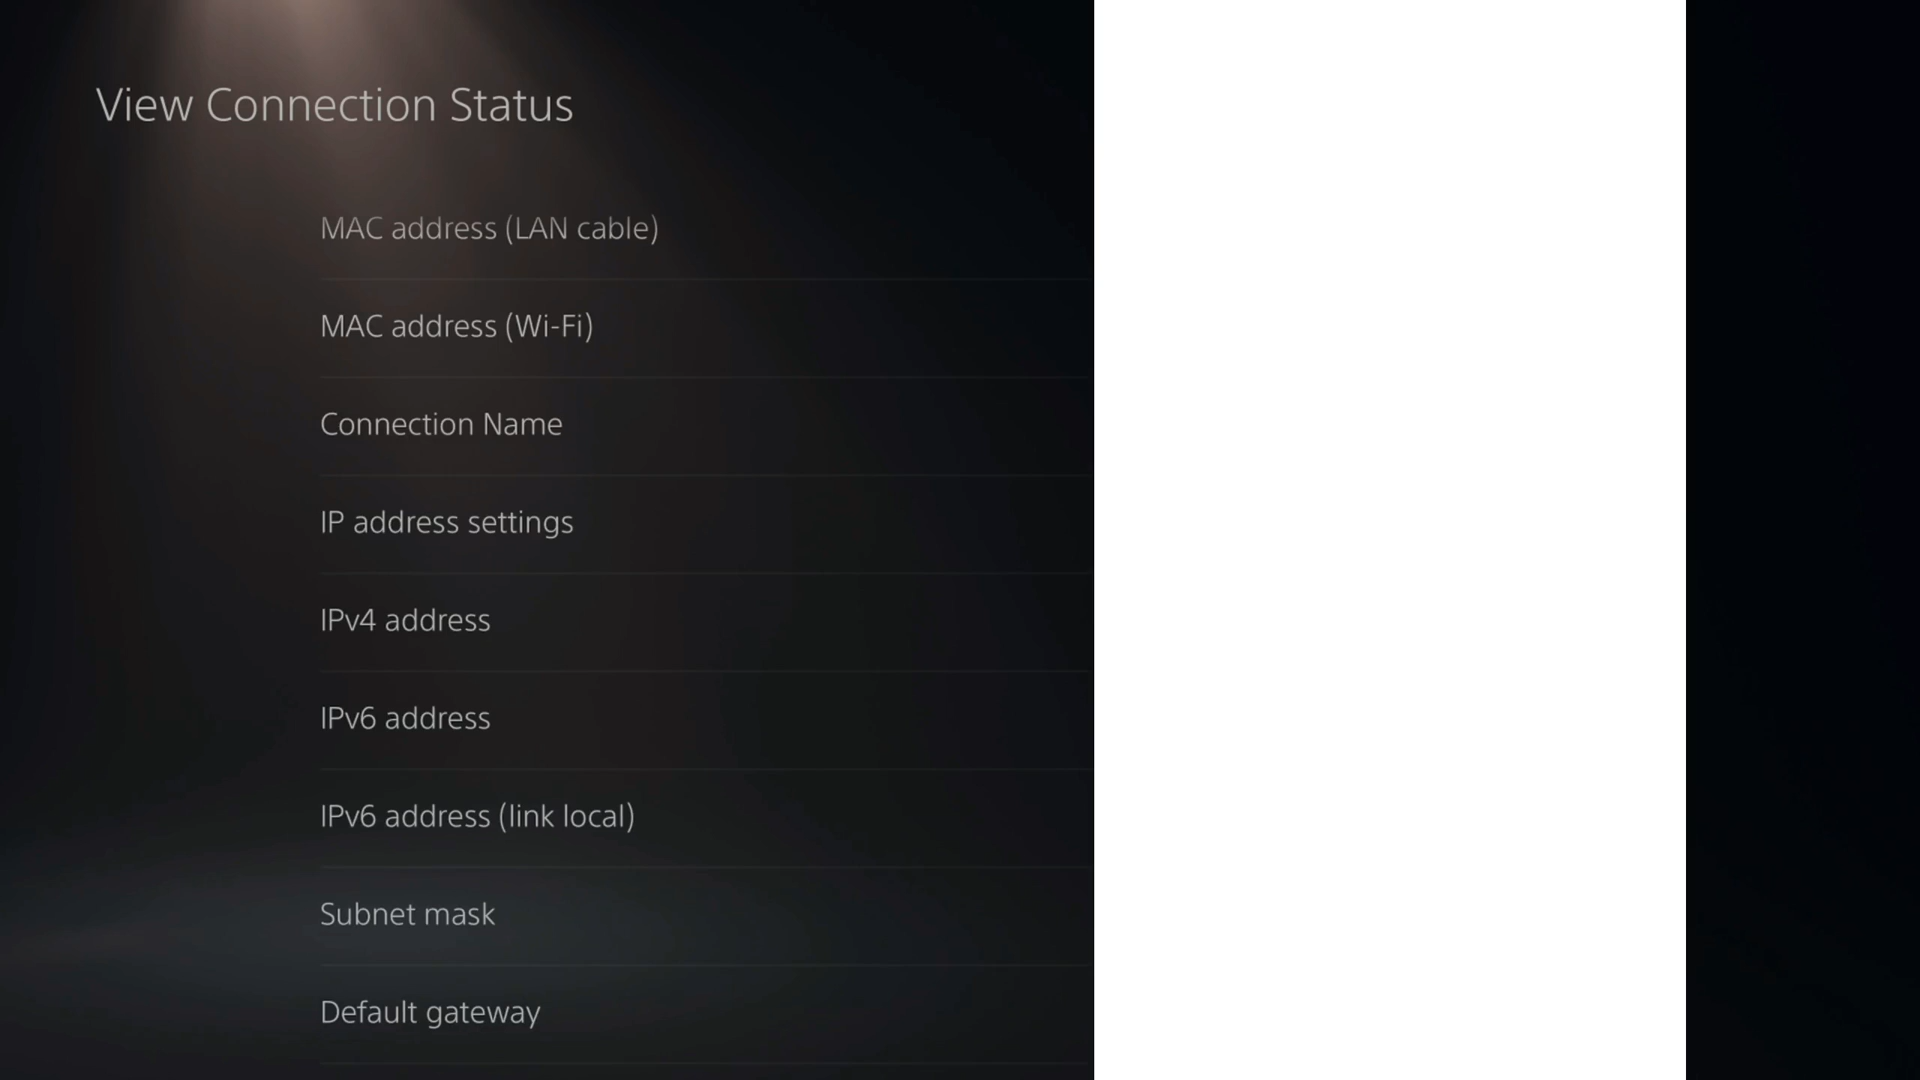 View Connection Status
MAC address (LAN cable)
MAC address (Wi-Fi)
Connection Name
IP address settings
IPv4 address
IPv6 address
IPv6 address (link local)
Subnet mask
Default gateway